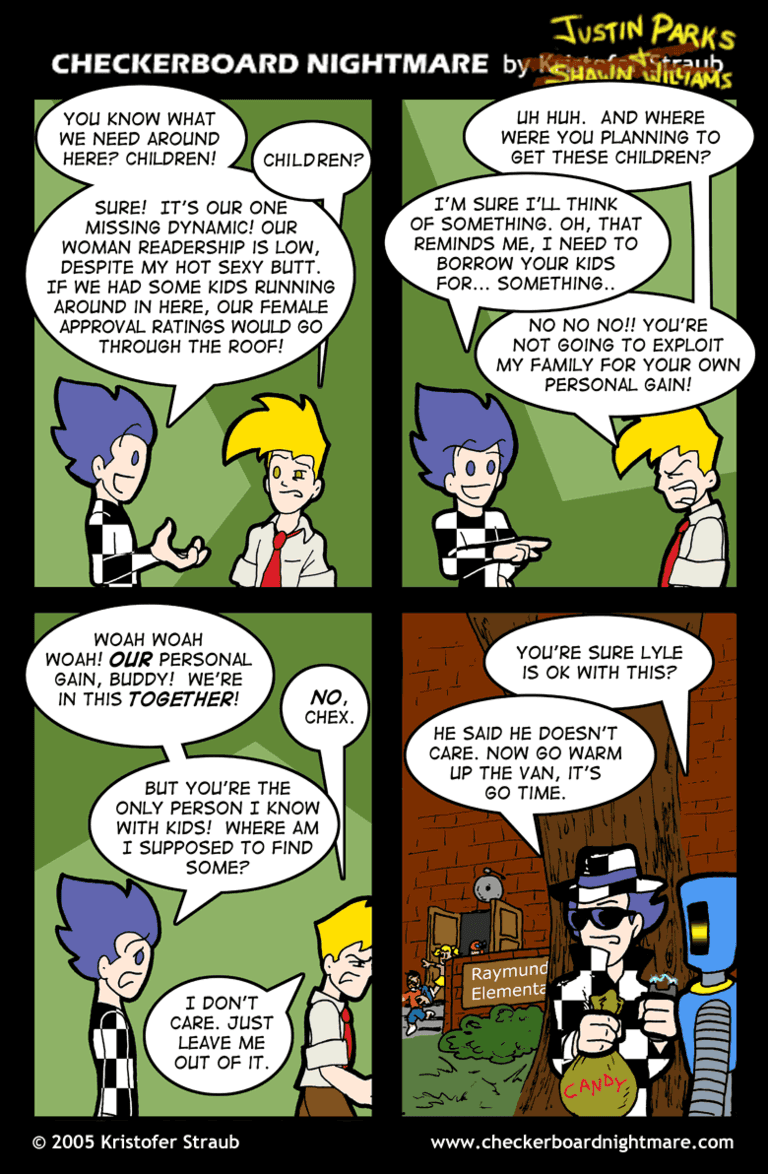 JUSTIN PARKS
+
CHECKERBOARD NIGHTMARE by Kristofer Straub
SHAWN WILLIAMS
YOU KNOW WHAT
WE NEED AROUND
HERE? CHILDREN!
CHILDREN?
SURE! IT'S OUR ONE
MISSING DYNAMIC! OUR
WOMAN READERSHIP IS LOW,
DESPITE MY HOT SEXY BUTT.
IF WE HAD SOME KIDS RUNNING
AROUND IN HERE, OUR FEMALE
APPROVAL RATINGS WOULD GO
THROUGH THE ROOF!
UH HUH. AND WHERE
WERE YOU PLANNING TO
GET THESE CHILDREN?
I'M SURE I'LL THINK
OF SOMETHING. OH, THAT
REMINDS ME, I NEED TO
BORROW YOUR KIDS
FOR... SOMETHING..
NO NO NO!! YOU'RE
NOT GOING TO EXPLOIT
MY FAMILY FOR YOUR OWN
PERSONAL GAIN!
WOAH WOAH
WOAH! OUR PERSONAL
GAIN, BUDDY! WE'RE
IN THIS TOGETHER!
NO,
CHEX.
BUT YOU'RE THE
ONLY PERSON I KNOW
WITH KIDS! WHERE AM
I SUPPOSED TO FIND
SOME?
I DON'T
CARE. JUST
LEAVE ME
OUT OF IT.
YOU'RE SURE LYLE
IS OK WITH THIS?
HE SAID HE DOESN'T
CARE. NOW GO WARM
UP THE VAN, IT'S
GO TIME.
Raymund
Elementa
CANDY
© 2005 Kristofer Straub
www.checkerboardnightmare.com